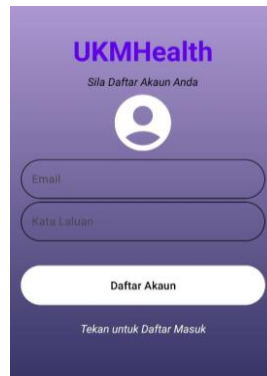 UKMHealth
Sila Daftar Akaun Anda
Email
Kata Laluan
Daftar Akaun
Tekan untuk Daftar Masuk